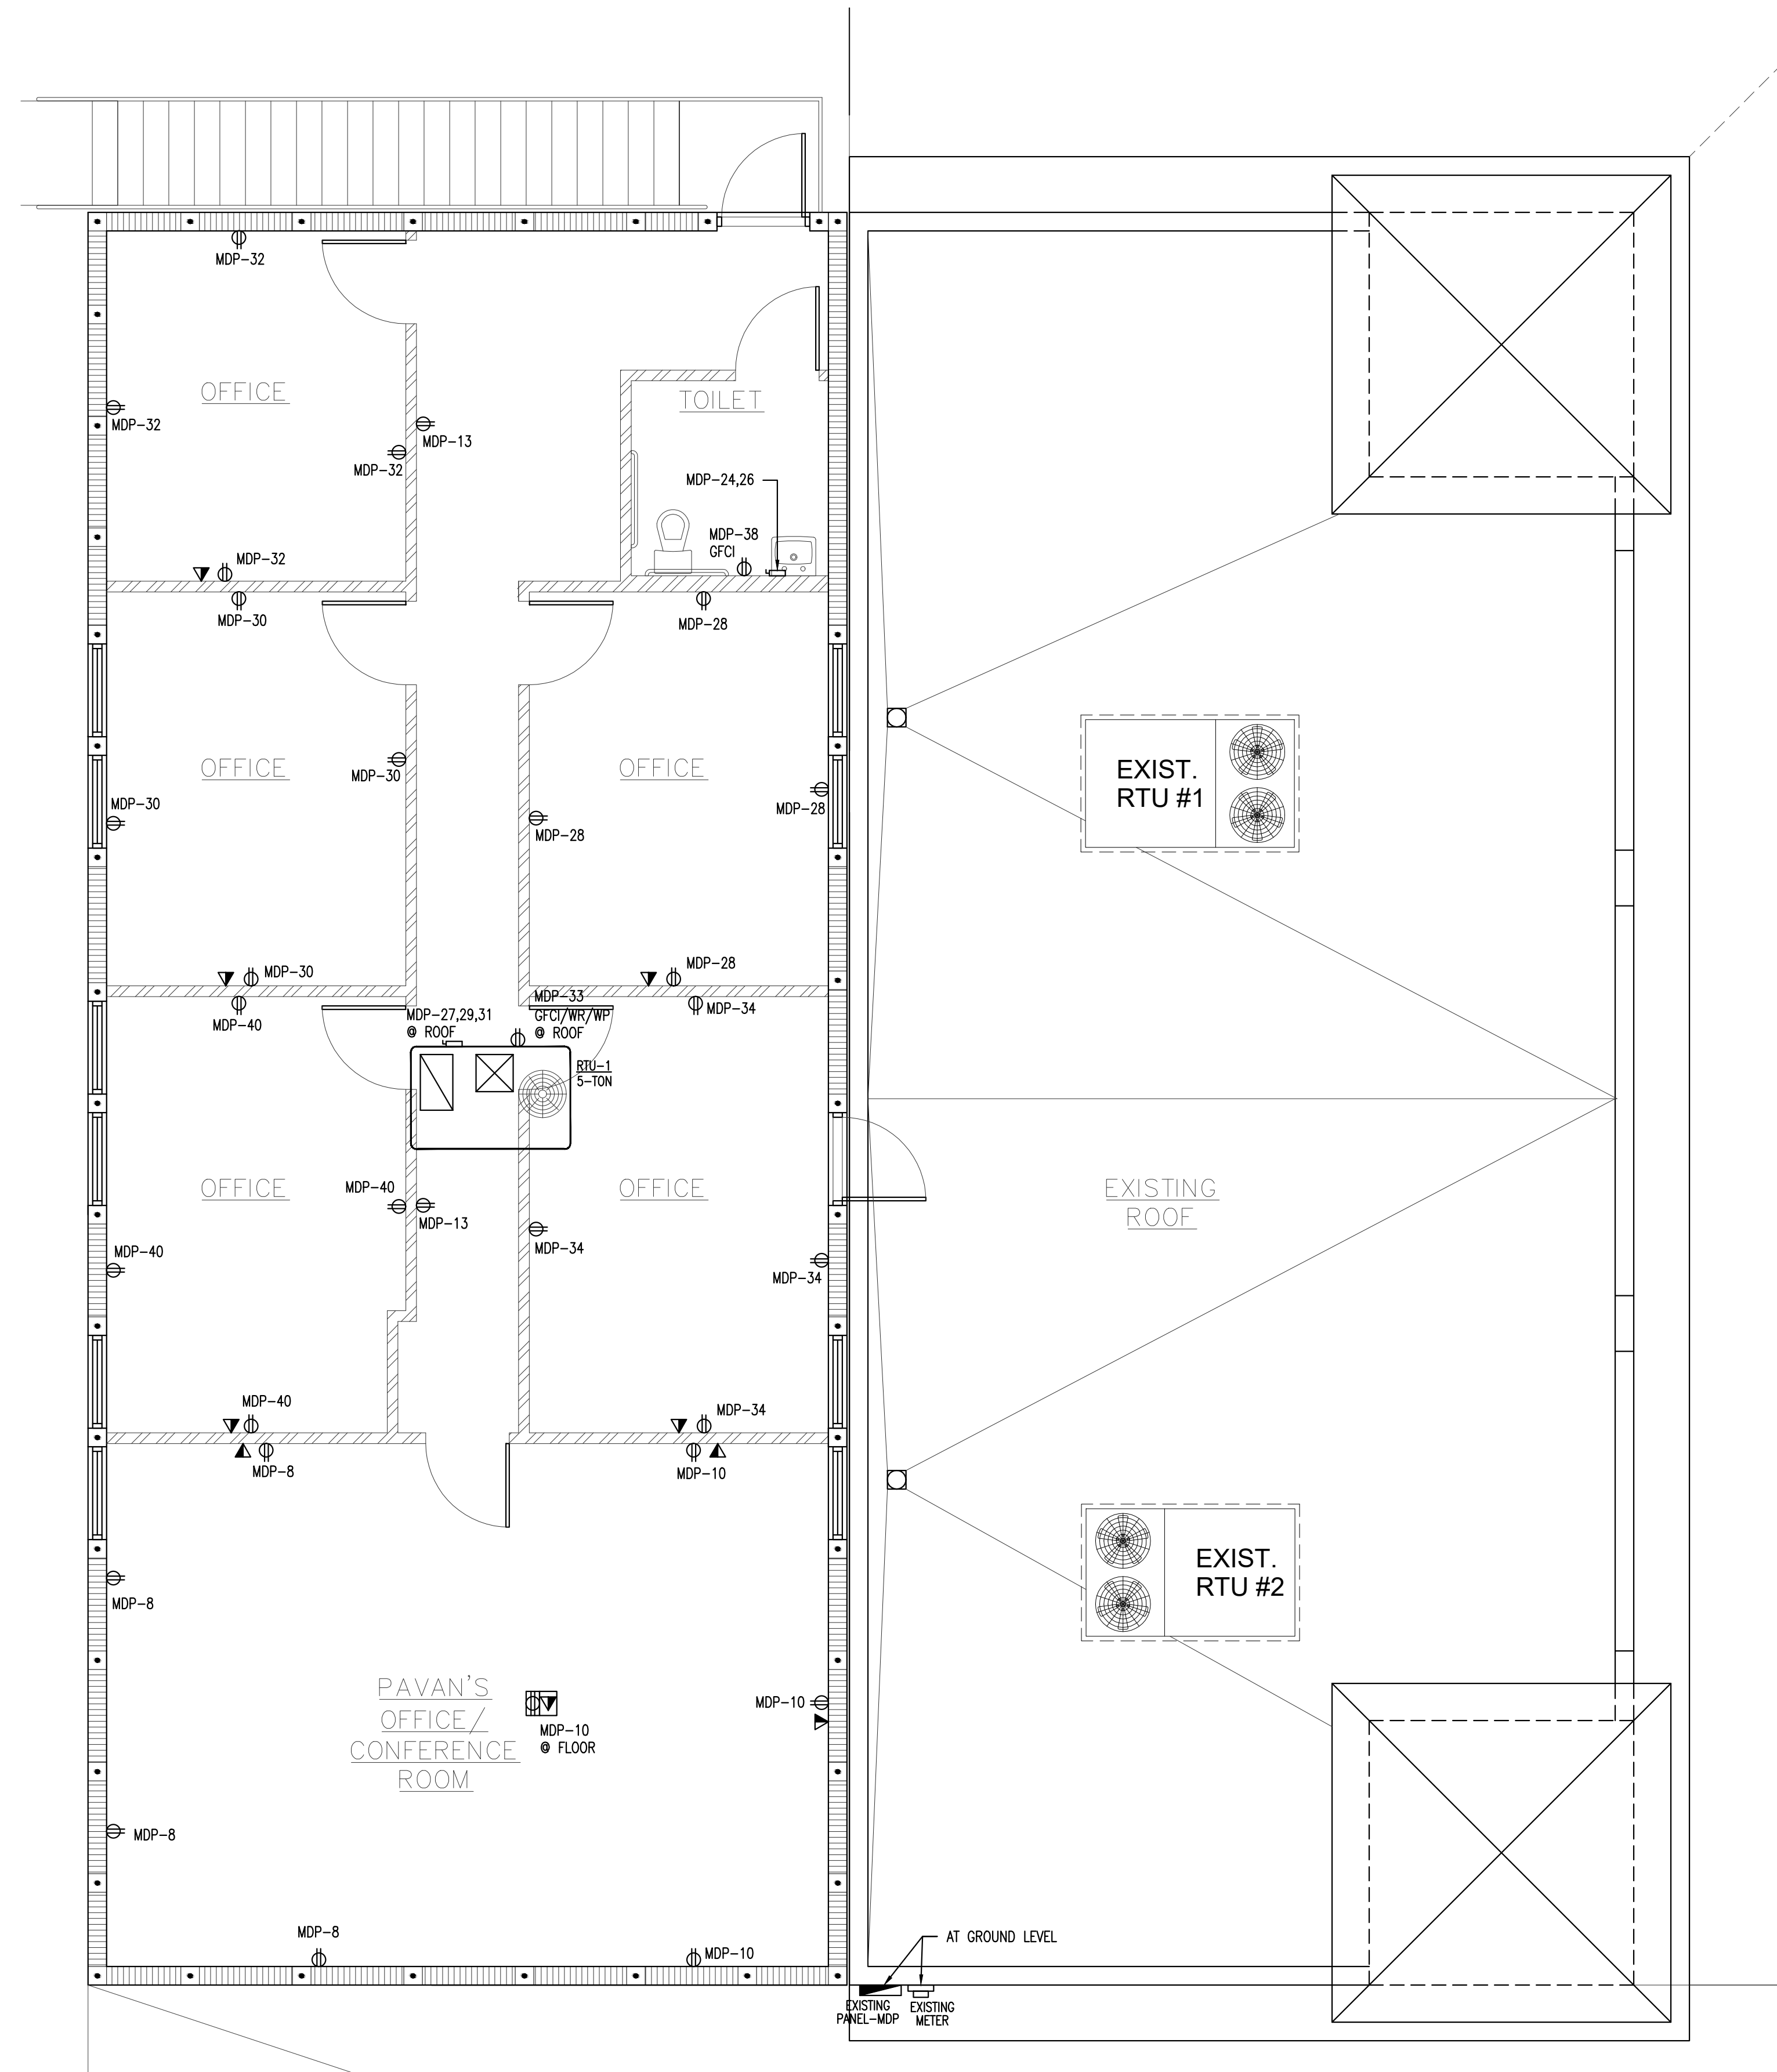 MDP-32
OFFICE
TOILET
MDP-32
MDP-13
MDP-32
MDP-24,26
MDP-38
GFCI
MDP-32
MDP-30
MDP-28
OFFICE
MDP-30
OFFICE
EXIST.
RTU #1
MDP-30
MDP-28
MDP-28
MDP-30
MDP-28
MDP-40
MDP-27,29,31
@ ROOF
MDP-33
GFCI/WR/WP
@ ROOF
MDP-34
RTU-1
5-TON
OFFICE
MDP-40
OFFICE
EXISTING
ROOF
MDP-13
MDP-40
MDP-34
MDP-34
MDP-40
MDP-34
MDP-8
MDP-10
MDP-8
EXIST.
RTU #2
PAVAN'S
OFFICE/
CONFERENCE
ROOM
MDP-10
MDP-10
@ FLOOR
MDP-8
MDP-8
MDP-10
AT GROUND LEVEL
EXISTING
PANEL-MDP
EXISTING
METER